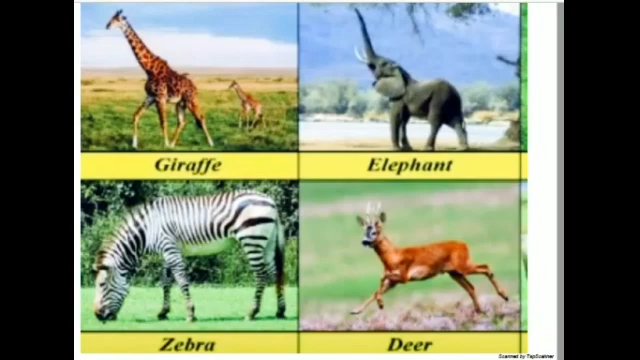 Giraffe
Elephant
Zebra
Deer
Scanned by TapScanner